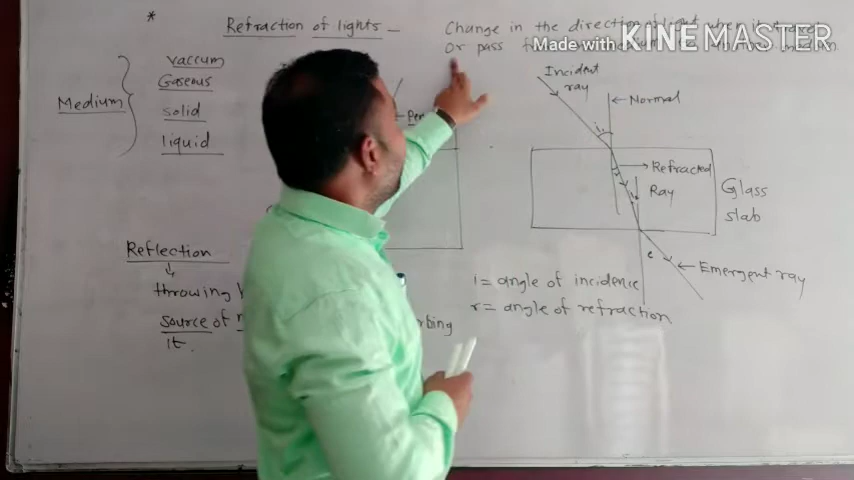 *
Refraction of lights - Change in the direction of light when it travel
Or pass
Made with KINEMASTER
vaccum
Gaseous
Medium
solid
liquid
Incident
ray
Normal
i
Refracted
Ray
Glass
slab
r
e
Emergent ray
Reflection
throwing
source of
it.
i = angle of incidence
r = angle of refraction